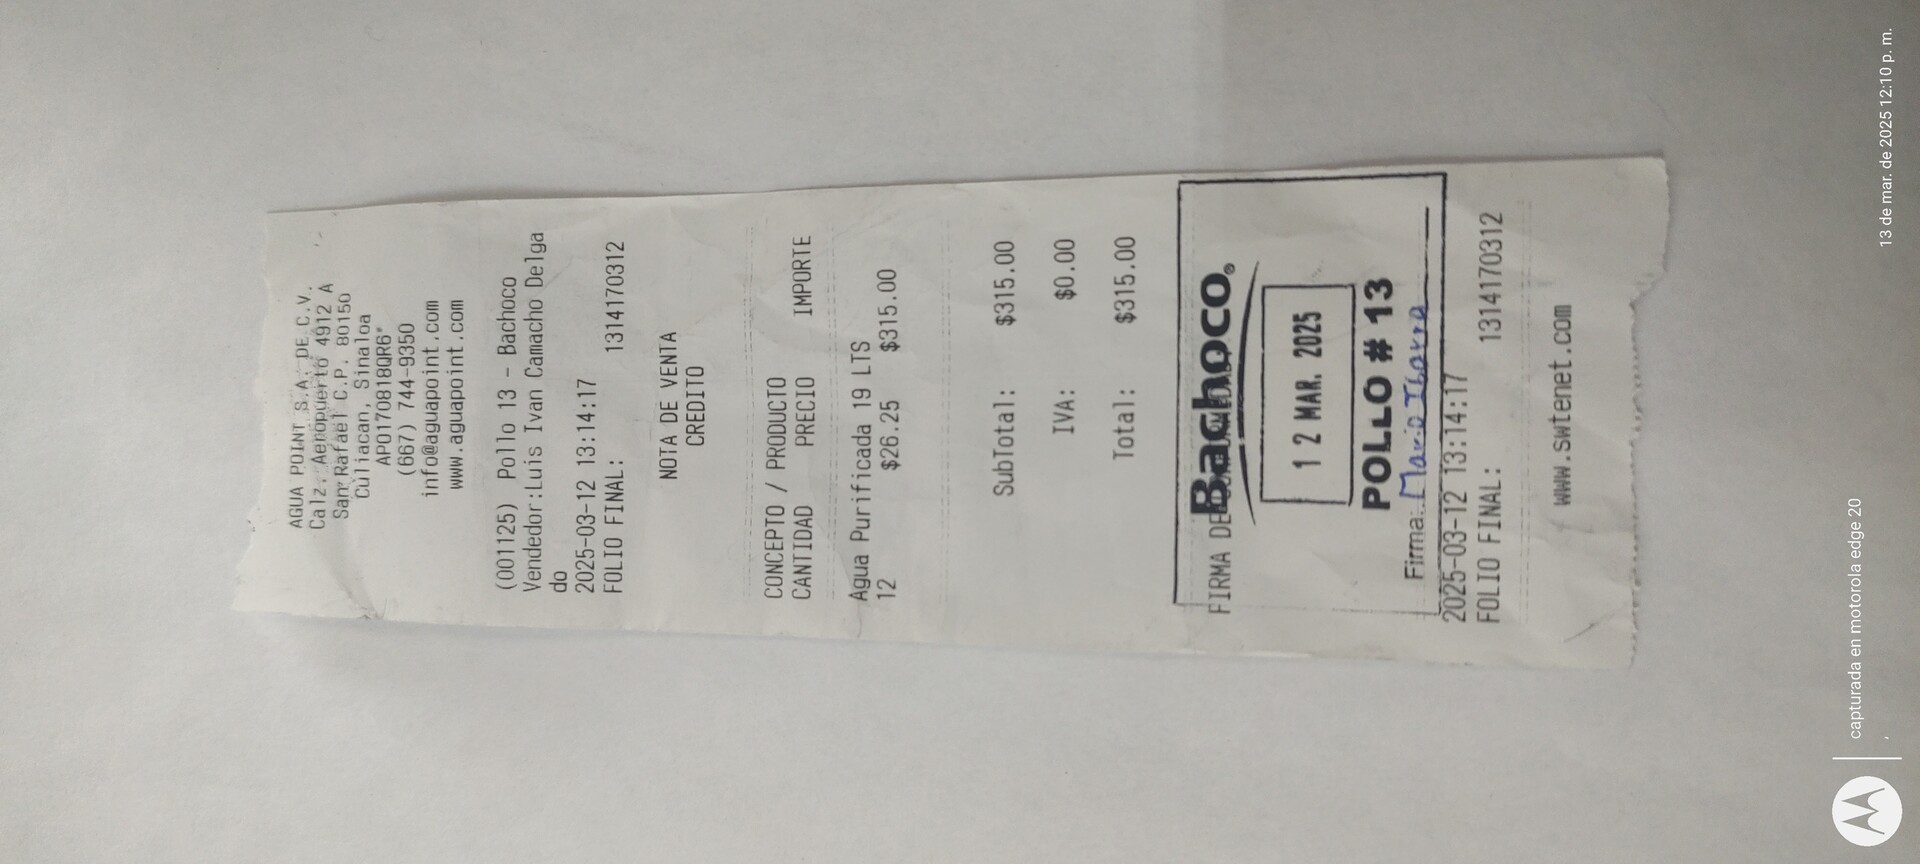 AGUA POINT S.A. DE C.V.
Calz. Aeropuerto 4912 A
San Rafael C.P. 80150
Culiacan, Sinaloa
APO170818QR6
(667) 744-9350
info@aguapoint.com
www.aguapoint.com
(001125) Pollo 13 - Bachoco
Vendedor:Luis Ivan Camacho Delga
do
2025-03-12 13:14:17
FOLIO FINAL: 1314170312
NOTA DE VENTA
CREDITO
CONCEPTO / PRODUCTO
CANTIDAD PRECIO IMPORTE
Agua Purificada 19 LTS
12 $26.25 $315.00
SubTotal: $315.00
IVA: $0.00
Total: $315.00
FIRMA DE
Bachoco®
12 MAR. 2025
POLLO # 13
Firma: Mario Ibarra
2025-03-12 13:14:17
FOLIO FINAL: 1314170312
www.swtenet.com
capturada en motorola edge 20
13 de mar. de 2025 12:10 p. m.